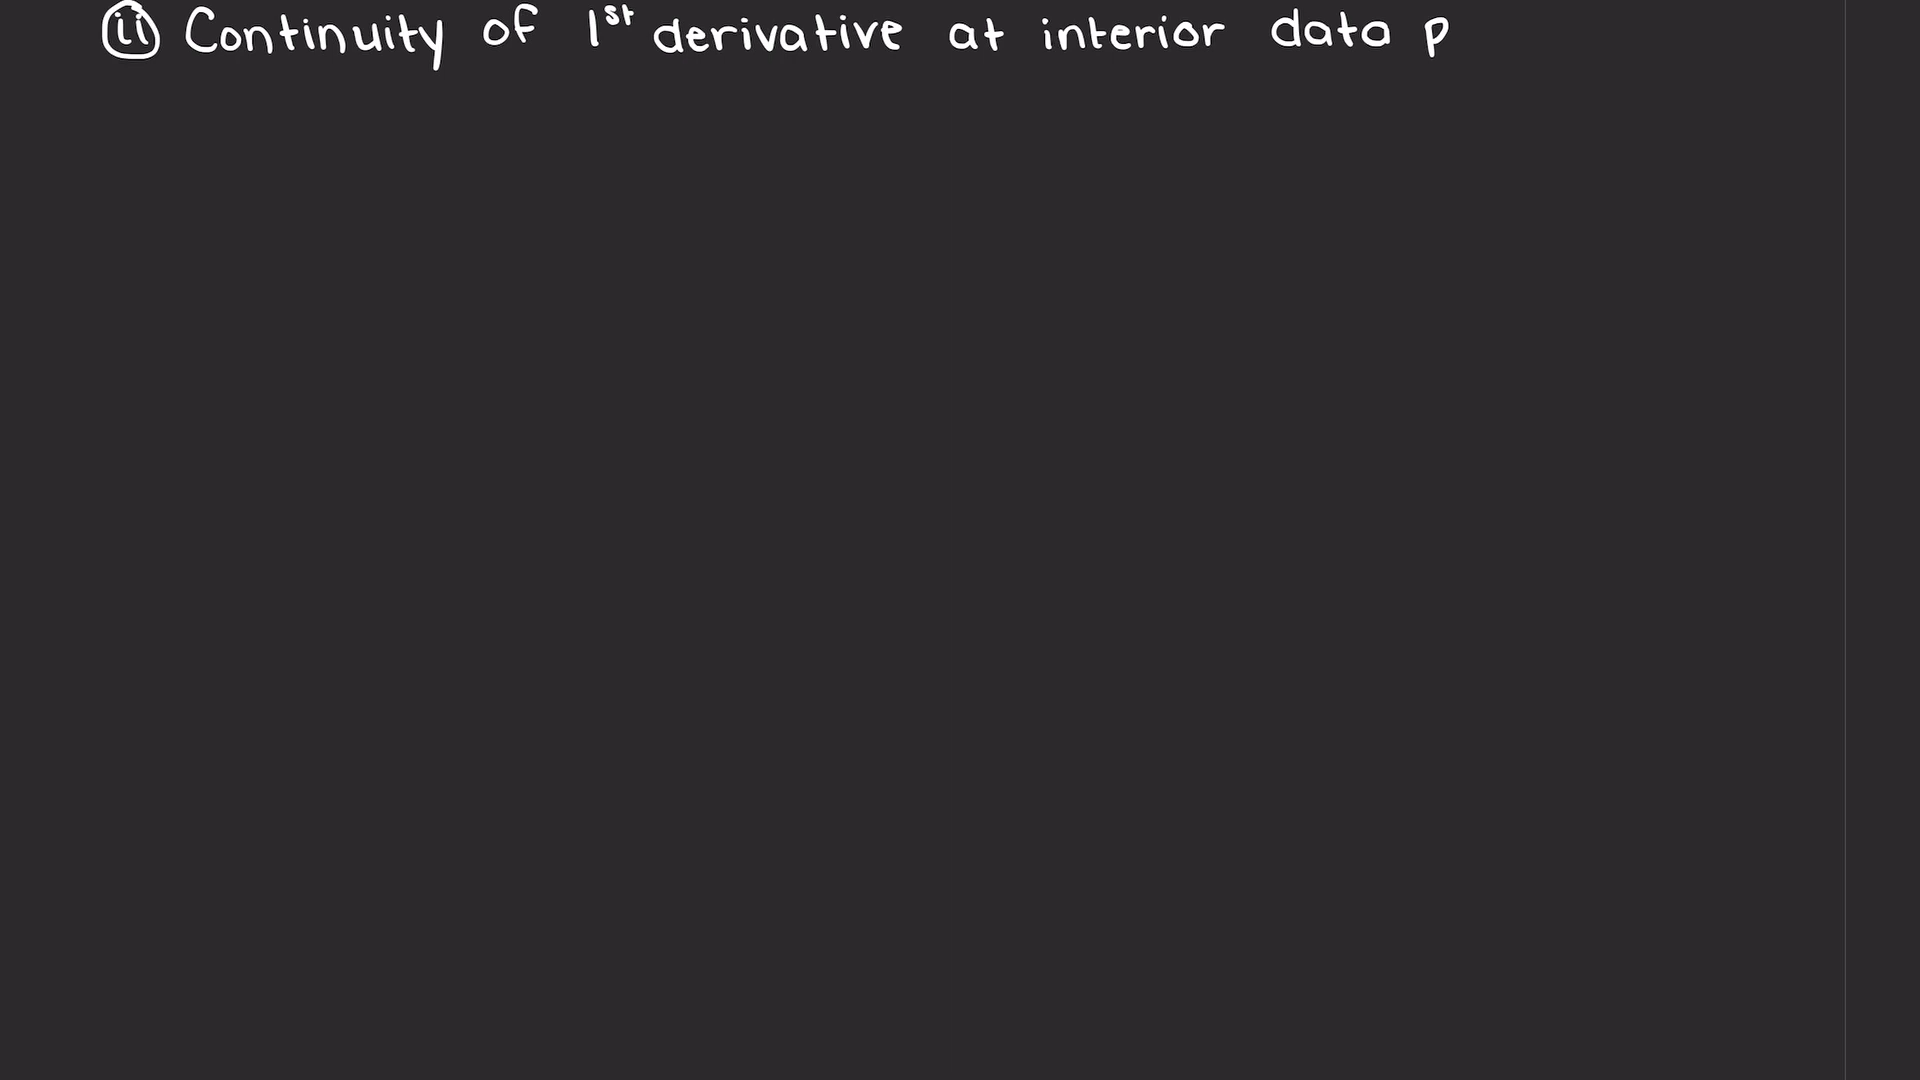 (ii) Continuity of 1st derivative at interior data p